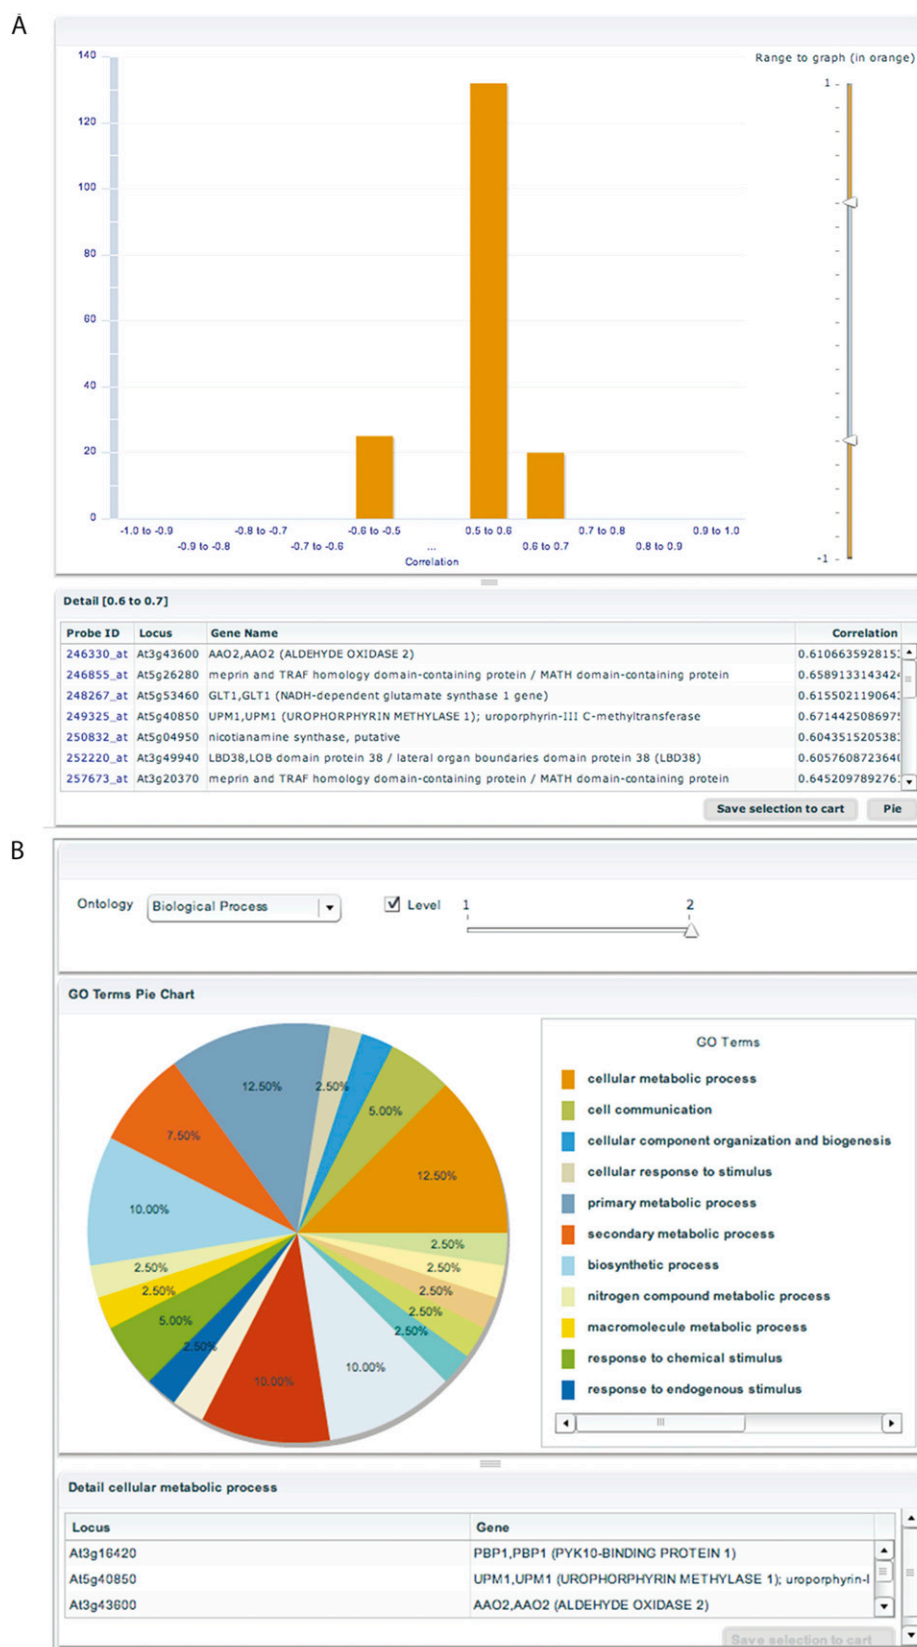 A
Range to graph (in orange)
140
120
100
80
60
40
20
0
1
-1
-1.0 to -0.9
-0.8 to -0.7
-0.6 to -0.5
0.5 to 0.6
0.7 to 0.8
0.9 to 1.0
-0.9 to -0.8
-0.7 to -0.6
...
0.6 to 0.7
0.8 to 0.9
Correlation
Detail [0.6 to 0.7]
Probe ID Locus Gene Name Correlation
246330_at At3g43600 AAO2,AAO2 (ALDEHYDE OXIDASE 2) 0.6106635928153
246855_at At5g26280 meprin and TRAF homology domain-containing protein / MATH domain-containing protein 0.658913314342
248267_at At5g53460 GLT1,GLT1 (NADH-dependent glutamate synthase 1 gene) 0.615502119064
249325_at At5g40850 UPM1,UPM1 (UROPHORPHYRIN METHYLASE 1); uroporphyrin-III C-methyltransferase 0.671442508697
250832_at At5g04950 nicotianamine synthase, putative 0.604351520538
252220_at At3g49940 LBD38,LOB domain protein 38 / lateral organ boundaries domain protein 38 (LBD38) 0.605760872364
257673_at At3g20370 meprin and TRAF homology domain-containing protein / MATH domain-containing protein 0.645209789276
Save selection to cart Pie
B
Ontology Biological Process Level 1 2
GO Terms Pie Chart
12.50%
2.50%
5.00%
12.50%
7.50%
10.00%
2.50%
2.50%
5.00%
2.50%
10.00%
10.00%
2.50%
2.50%
2.50%
2.50%
2.50%
GO Terms
cellular metabolic process
cell communication
cellular component organization and biogenesis
cellular response to stimulus
primary metabolic process
secondary metabolic process
biosynthetic process
nitrogen compound metabolic process
macromolecule metabolic process
response to chemical stimulus
response to endogenous stimulus
Detail cellular metabolic process
Locus Gene
At3g16420 PBP1,PBP1 (PYK10-BINDING PROTEIN 1)
At5g40850 UPM1,UPM1 (UROPHORPHYRIN METHYLASE 1); uroporphyrin-I
At3g43600 AAO2,AAO2 (ALDEHYDE OXIDASE 2)
Save selection to cart